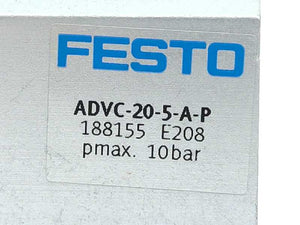 FESTO
ADVC-20-5-A-P
188155 E208
pmax. 10bar